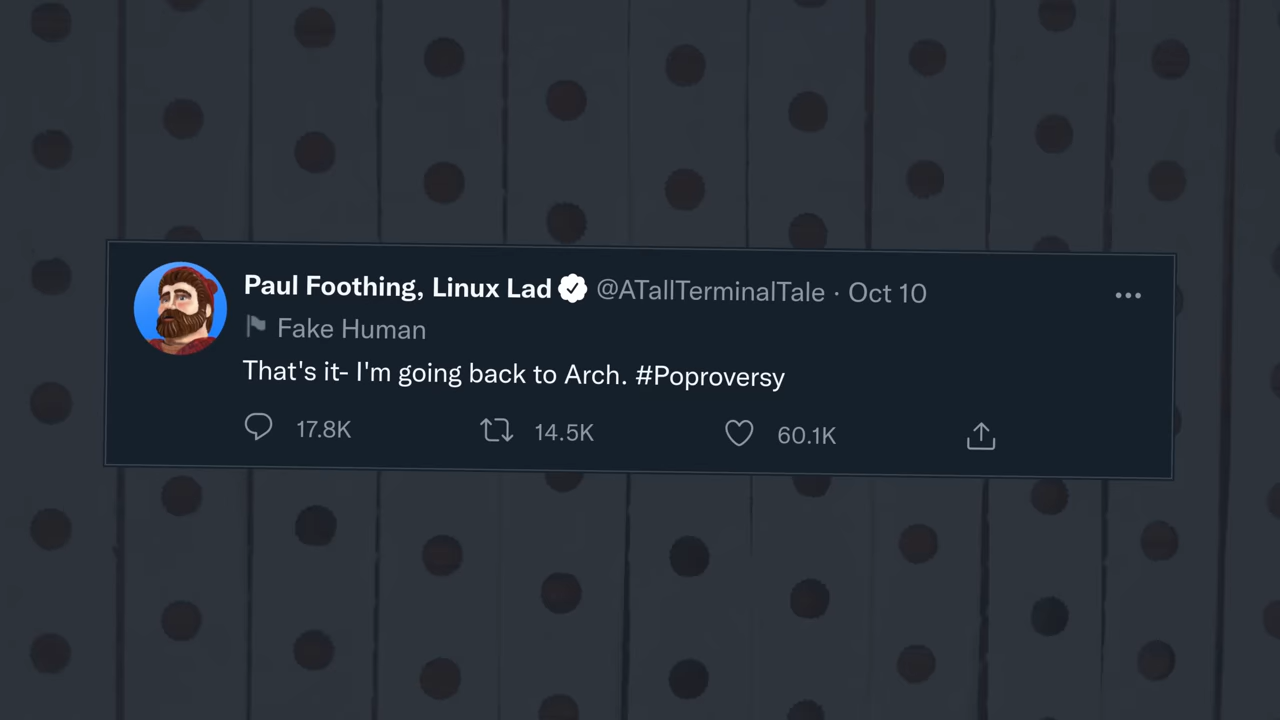 Paul Foothing, Linux Lad @ATallTerminalTale · Oct 10
Fake Human
That's it- I'm going back to Arch. #Poproversy
17.8K 14.5K 60.1K